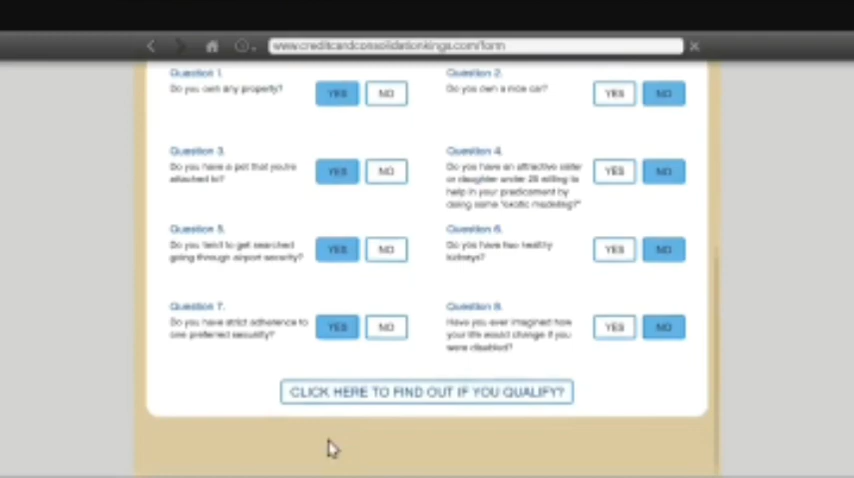 www.creditcardconsolidationkings.com/form
Question 1.
Do you own any property?
YES NO
Question 2.
Do you own a nice car?
YES NO
Question 3.
Do you have a pet that you're
attached to?
YES NO
Question 4.
Do you have an attractive sister
or daughter under 25 willing to
help in your predicament by
doing some "exotic modeling?"
YES NO
Question 5.
Do you tend to get searched
going through airport security?
YES NO
Question 6.
Do you have two healthy
kidneys?
YES NO
Question 7.
Do you have strict adherence to
one preferred
YES NO
Question 8.
Have you ever imagined how
your life would change if you
were disabled?
YES NO
CLICK HERE TO FIND OUT IF YOU QUALIFY?